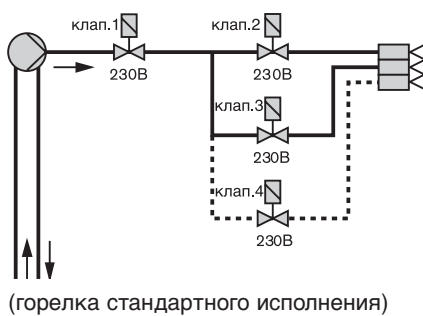 клап.1
клап.2
230В
230В
клап.3
230В
клап.4
230В
(горелка стандартного исполнения)